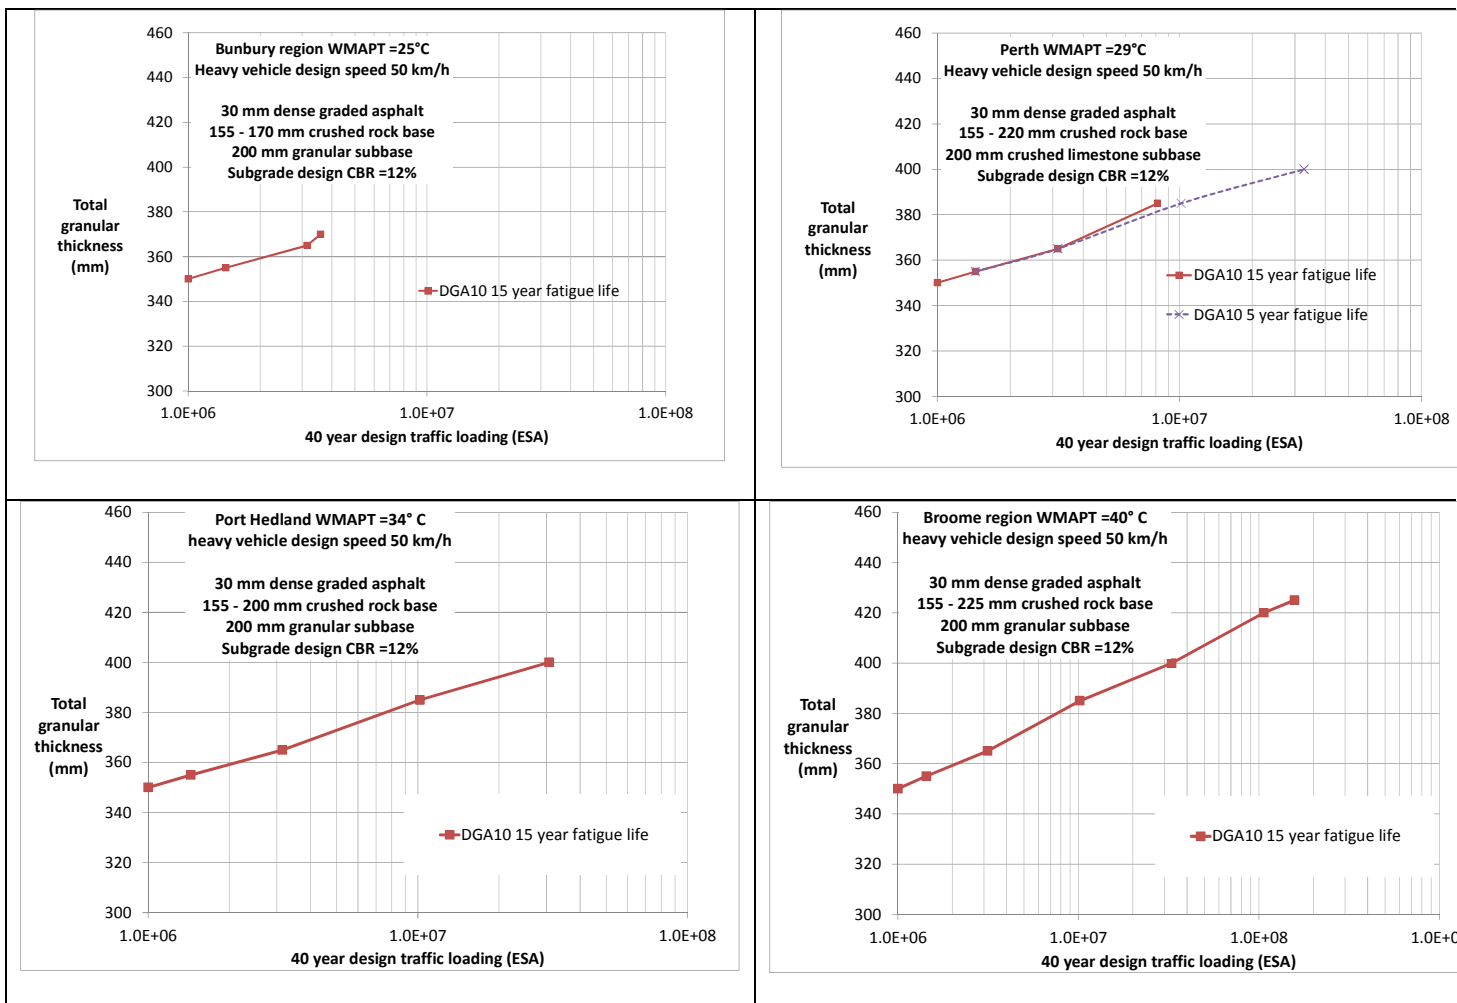 460
440
420
400
380
360
340
320
300
Bunbury region WMAPT =25°C
Heavy vehicle design speed 50 km/h
30 mm dense graded asphalt
155 - 170 mm crushed rock base
200 mm granular subbase
Subgrade design CBR =12%
Total
granular
thickness
(mm)
DGA10 15 year fatigue life
1.0E+06
1.0E+07
1.0E+08
40 year design traffic loading (ESA)
460
440
420
400
380
360
340
320
300
Perth WMAPT =29°C
Heavy vehicle design speed 50 km/h
30 mm dense graded asphalt
155 - 220 mm crushed rock base
200 mm crushed limestone subbase
Subgrade design CBR =12%
Total
granular
thickness
(mm)
DGA10 15 year fatigue life
DGA10 5 year fatigue life
1.0E+06
1.0E+07
1.0E+08
40 year design traffic loading (ESA)
460
440
420
400
380
360
340
320
300
Port Hedland WMAPT =34° C
heavy vehicle design speed 50 km/h
30 mm dense graded asphalt
155 - 200 mm crushed rock base
200 mm granular subbase
Subgrade design CBR =12%
Total
granular
thickness
(mm)
DGA10 15 year fatigue life
1.0E+06
1.0E+07
1.0E+08
40 year design traffic loading (ESA)
460
440
420
400
380
360
340
320
300
Broome region WMAPT =40° C
heavy vehicle design speed 50 km/h
30 mm dense graded asphalt
155 - 225 mm crushed rock base
200 mm granular subbase
Subgrade design CBR =12%
Total
granular
thickness
(mm)
DGA10 15 year fatigue life
1.0E+06
1.0E+07
1.0E+08
40 year design traffic loading (ESA)